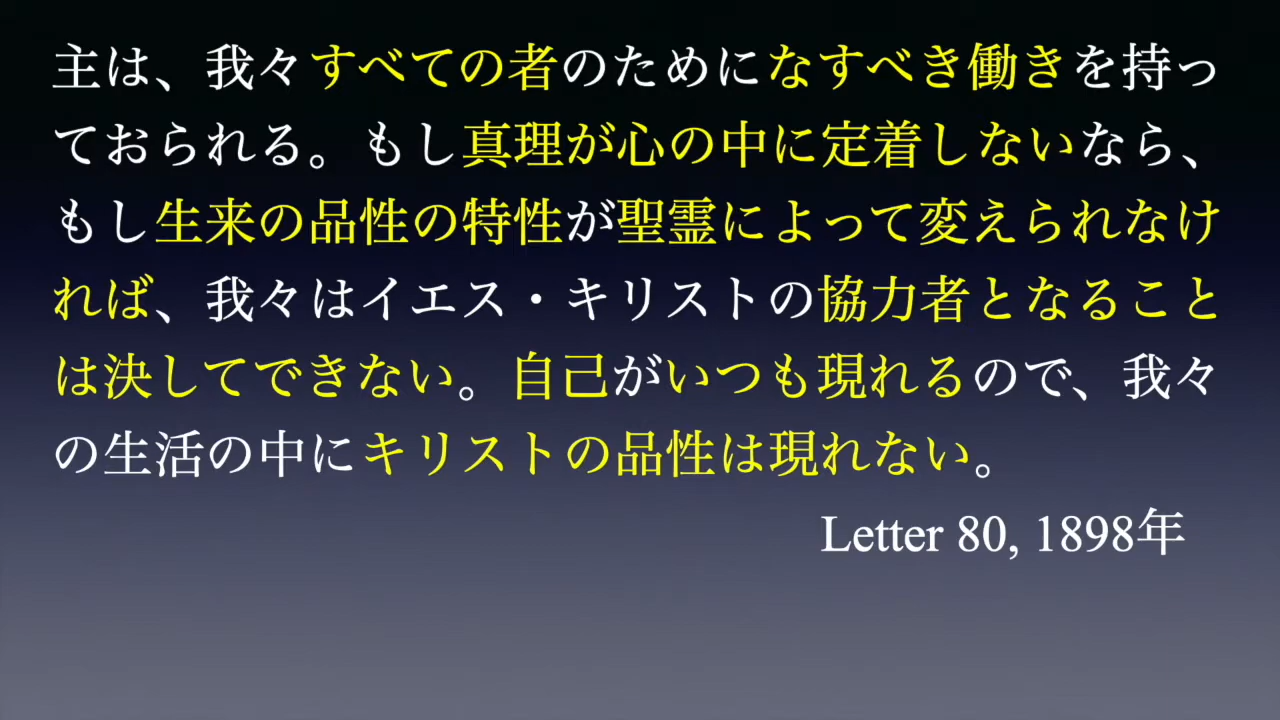 主は、我々すべての者のためになすべき働きを持っ
ておられる。もし真理が心の中に定着しないなら、
もし生来の品性の特性が聖霊によって変えられなけ
れば、我々はイエス・キリストの協力者となること
は決してできない。自己がいつも現れるので、我々
の生活の中にキリストの品性は現れない。
Letter 80, 1898年